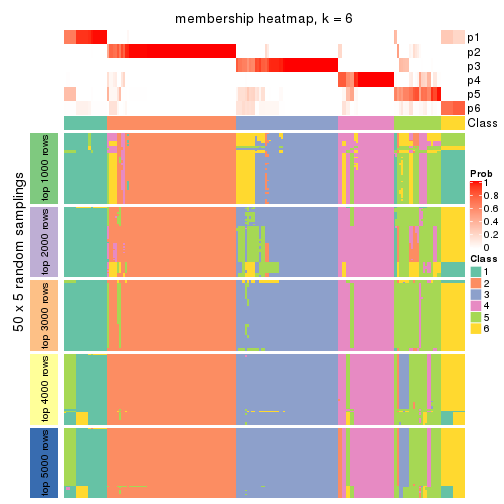 membership heatmap, k = 6
p1
p2
p3
p4
p5
p6
Class
50 x 5 random samplings
top 1000 rows
top 2000 rows
top 3000 rows
top 4000 rows
top 5000 rows
Prob
1
0.8
0.6
0.4
0.2
0
Class
1
2
3
4
5
6